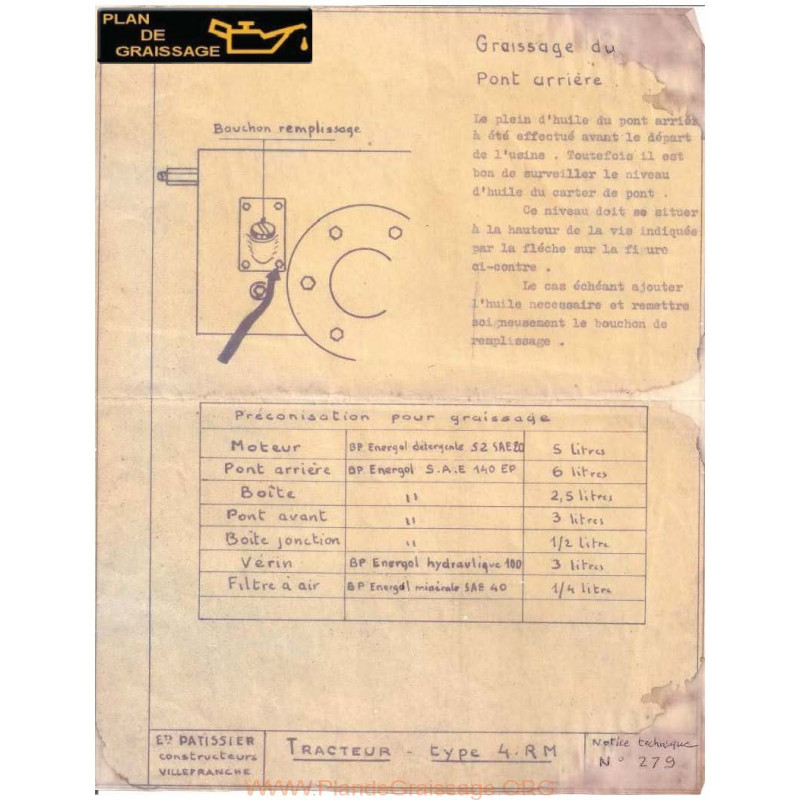 PLAN
DE
GRAISSAGE
Graissage du
Pont arrière
Bouchon remplissage
Le plein d'huile du pont arrièr
à été effectué avant le départ
de l'usine . Toutefois il est
bon de surveiller le niveau
d'huile du carter de pont .
Ce niveau doit se situer
à la hauteur de la vis indiquée
par la fléche sur la figure
ci-contre .
Le cas échéant ajouter
l'huile necessaire et remettre
soigneusement le bouchon de
remplissage .
Préconisation pour graissage
Moteur BP Energol détergente S2 SAE20 5 litres
Pont arrière BP Energol S.A.E 140 EP 6 litres
Boîte " 2,5 litres
Pont avant " 3 litres
Boîte jonction " 1/2 litre
Vérin BP Energol hydraulique 100 3 litres
Filtre à air BP Energol minérale SAE 40 1/4 litre
Ets PATISSIER
constructeurs
VILLEFRANCHE
TRACTEUR - type 4.RM
Notice technique
N° 279
www.PlandeGraissage.ORG